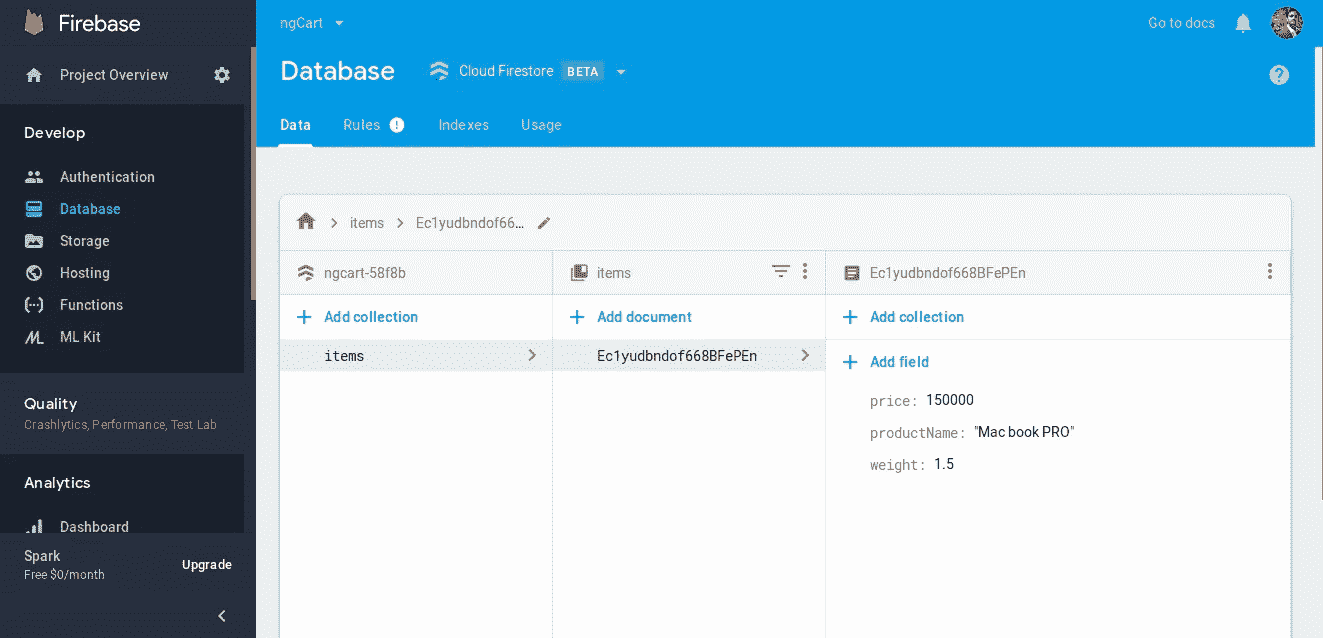 Firebase
ngCart
Go to docs
Project Overview
Database
Cloud Firestore BETA
Data Rules Indexes Usage
Develop
Authentication
Database
Storage
Hosting
Functions
ML Kit
Quality
Crashlytics, Performance, Test Lab
Analytics
Dashboard
Spark
Free $0/month
Upgrade
items
Ec1yudbndof66...
ngcart-58f8b
items
Ec1yudbndof668BFePEn
Add collection
Add document
Add collection
items
Ec1yudbndof668BFePEn
Add field
price: 150000
productName: "Mac book PRO"
weight: 1.5